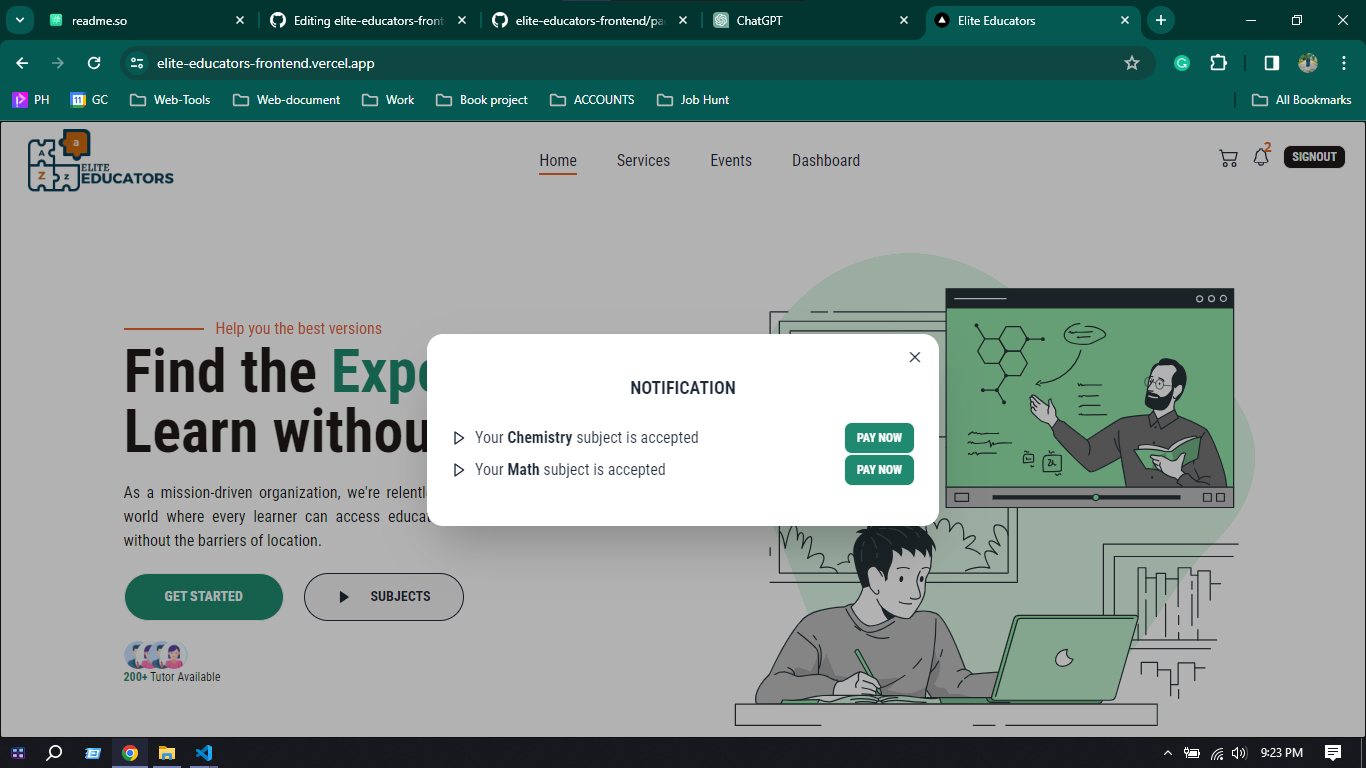 readme.so
Editing elite-educators-front
elite-educators-frontend/pa
ChatGPT
Elite Educators
elite-educators-frontend.vercel.app
PH
11
GC
Web-Tools
Web-document
Work
Book project
ACCOUNTS
Job Hunt
All Bookmarks
A a
Z z
ELITE
EDUCATORS
Home
Services
Events
Dashboard
2
SIGNOUT
Help you the best versions
Find the Exp
Learn withou
As a mission-driven organization, we're relent
world where every learner can access educa
without the barriers of location.
GET STARTED
SUBJECTS
200+ Tutor Available
NOTIFICATION
Your Chemistry subject is accepted
PAY NOW
Your Math subject is accepted
PAY NOW
9:23 PM